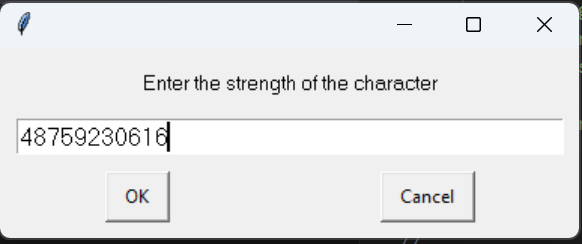 Enter the strength of the character
48759230616
OK
Cancel